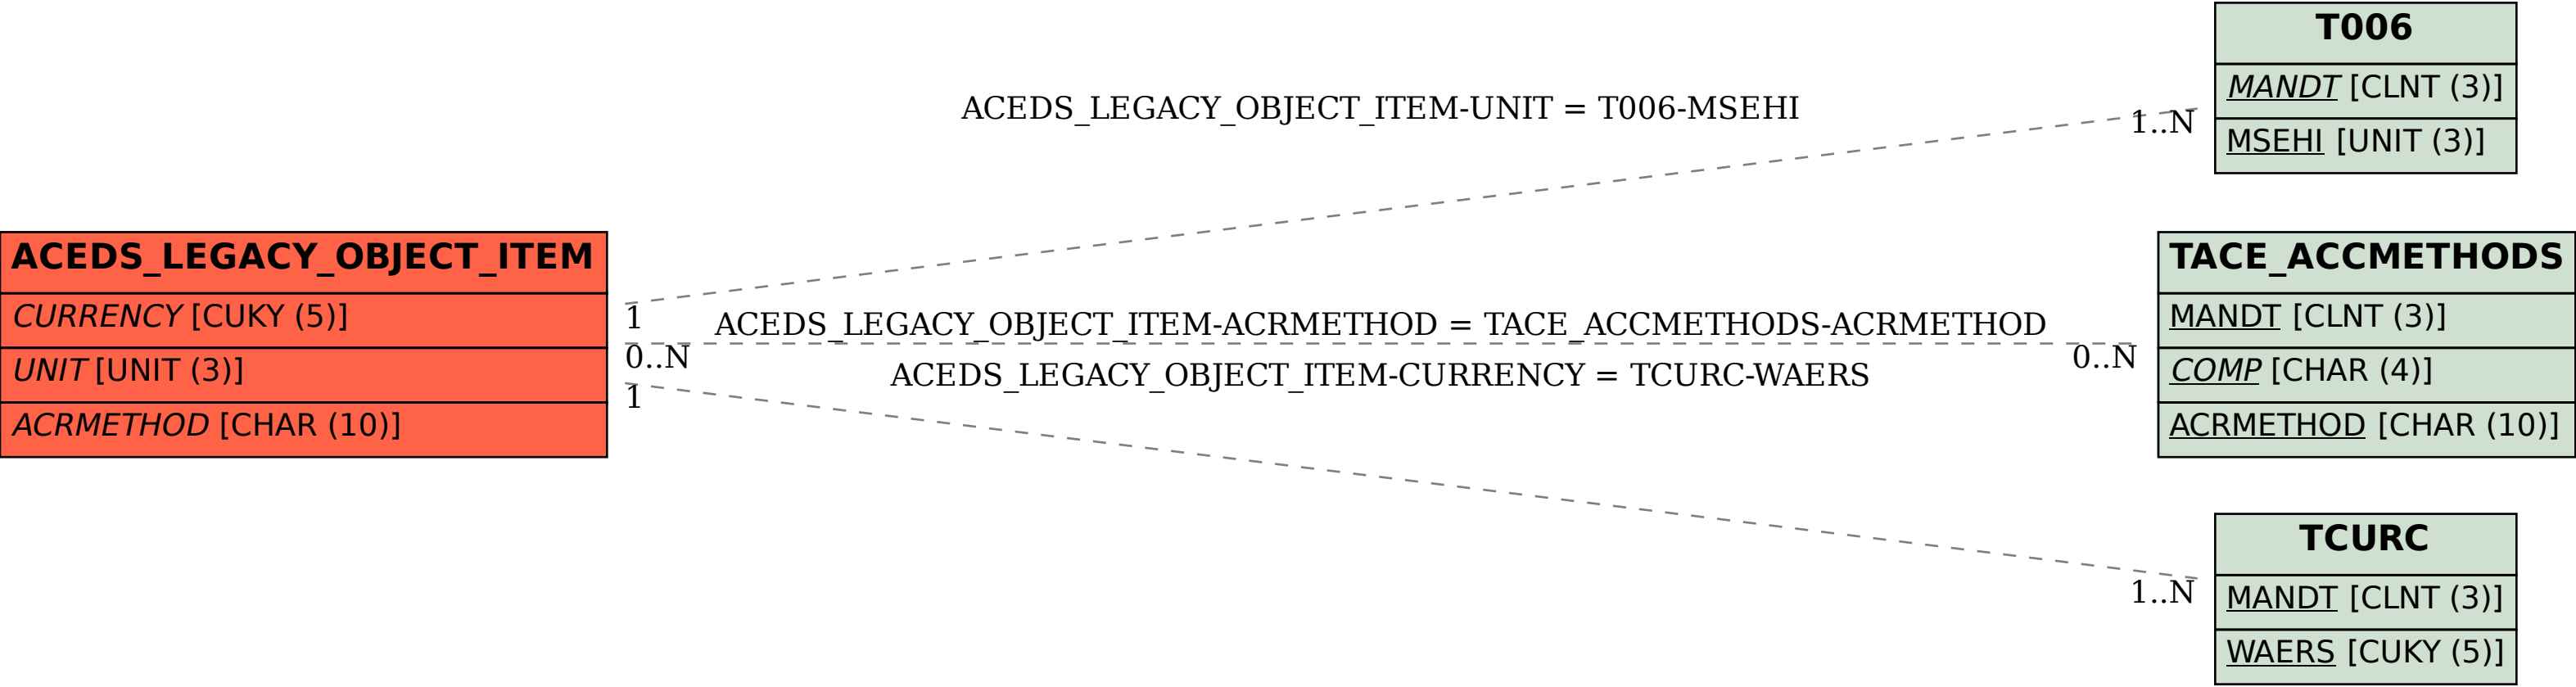 T006
MANDT [CLNT (3)]
MSEHI [UNIT (3)]
ACEDS_LEGACY_OBJECT_ITEM-UNIT = T006-MSEHI
1..N
ACEDS_LEGACY_OBJECT_ITEM
CURRENCY [CUKY (5)]
UNIT [UNIT (3)]
ACRMETHOD [CHAR (10)]
1
ACEDS_LEGACY_OBJECT_ITEM-ACRMETHOD = TACE_ACCMETHODS-ACRMETHOD
0..N
0..N
ACEDS_LEGACY_OBJECT_ITEM-CURRENCY = TCURC-WAERS
1
TACE_ACCMETHODS
MANDT [CLNT (3)]
COMP [CHAR (4)]
ACRMETHOD [CHAR (10)]
1..N
TCURC
MANDT [CLNT (3)]
WAERS [CUKY (5)]